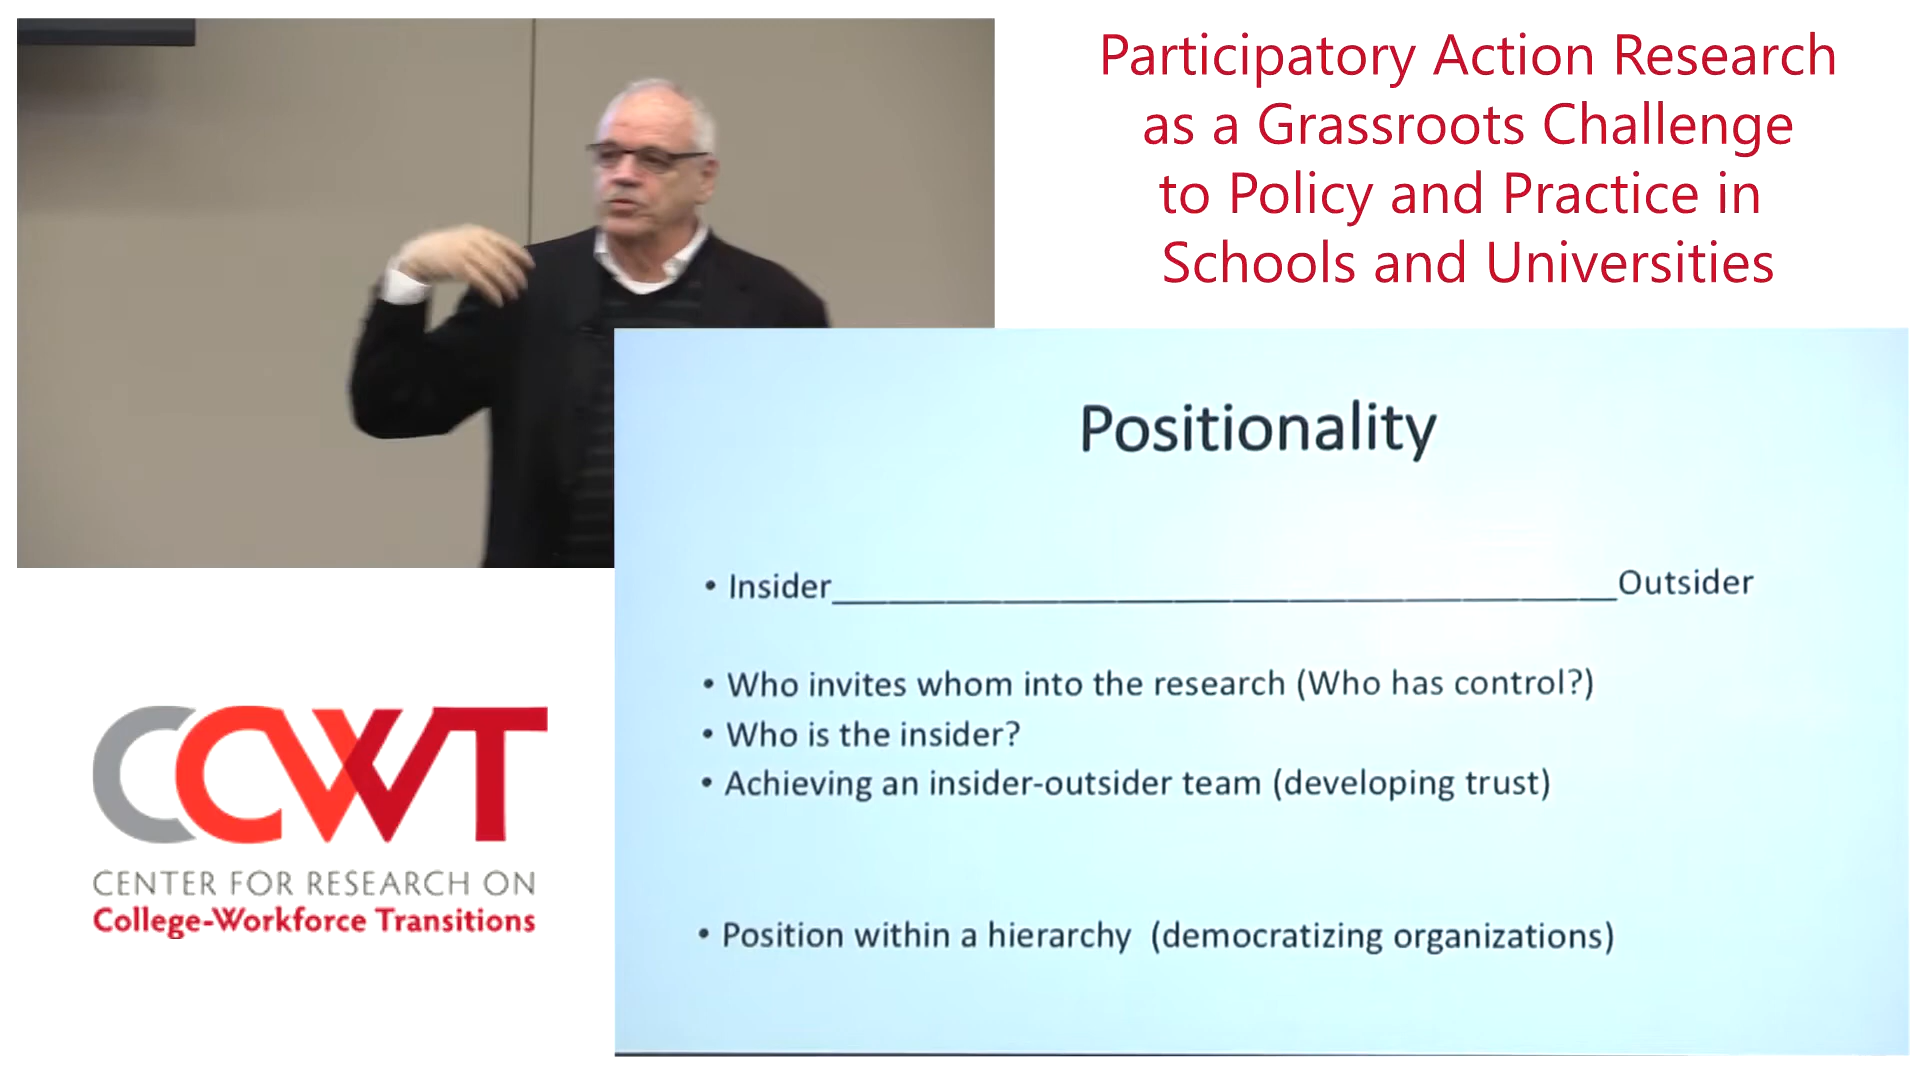 Participatory Action Research
as a Grassroots Challenge
to Policy and Practice in
Schools and Universities
Positionality
• Insider__________________________________________Outsider
• Who invites whom into the research (Who has control?)
• Who is the insider?
• Achieving an insider-outsider team (developing trust)
• Position within a hierarchy (democratizing organizations)
CCWT
CENTER FOR RESEARCH ON
College-Workforce Transitions